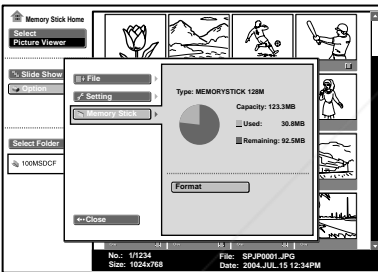 Memory Stick Home
Select
Picture Viewer
Slide Show
Option
Select Folder
100MSDCF
File
Setting
Memory Stick
Close
Type: MEMORYSTICK 128M
Capacity: 123.3MB
Used: 30.8MB
Remaining: 92.5MB
Format
No.: 1/1234
File: SPJP0001.JPG
Size: 1024x768
Date: 2004.JUL.15 12:34PM